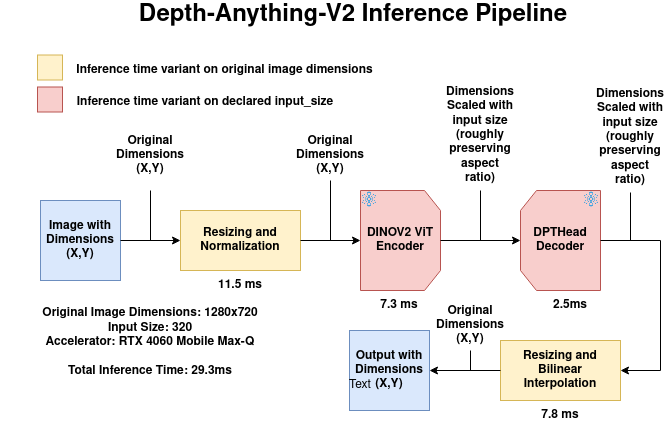 Depth-Anything-V2 Inference Pipeline
Inference time variant on original image dimensions
Inference time variant on declared input_size
Original
Dimensions
(X,Y)
Original
Dimensions
(X,Y)
Dimensions
Scaled with
input size
(roughly
preserving
aspect
ratio)
Dimensions
Scaled with
input size
(roughly
preserving
aspect
ratio)
Image with
Dimensions
(X,Y)
Resizing and
Normalization
11.5 ms
DINOV2 ViT
Encoder
7.3 ms
DPTHead
Decoder
2.5ms
Original Image Dimensions: 1280x720
Input Size: 320
Accelerator: RTX 4060 Mobile Max-Q
Total Inference Time: 29.3ms
Original
Dimensions
(X,Y)
Output with
Dimensions
Text (X,Y)
Resizing and
Bilinear
Interpolation
7.8 ms